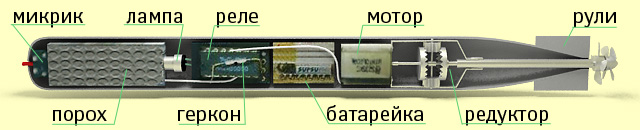 микрик лампа реле мотор рули
порох геркон батарейка редуктор